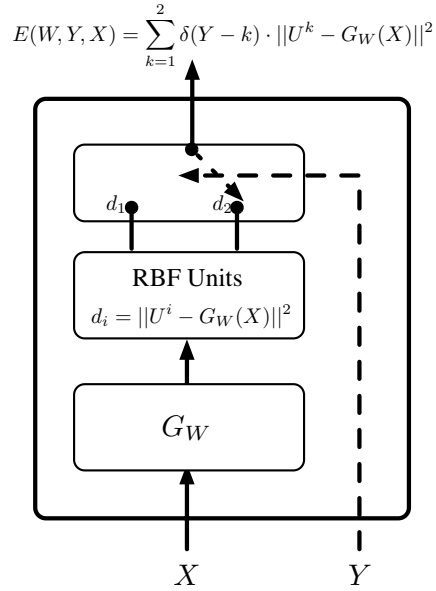 E(W, Y, X) = \sum_{k=1}^{2} \delta(Y - k) \cdot ||U^k - G_W(X)||^2
d_1 d_2
RBF Units
d_i = ||U^i - G_W(X)||^2
G_W
X Y